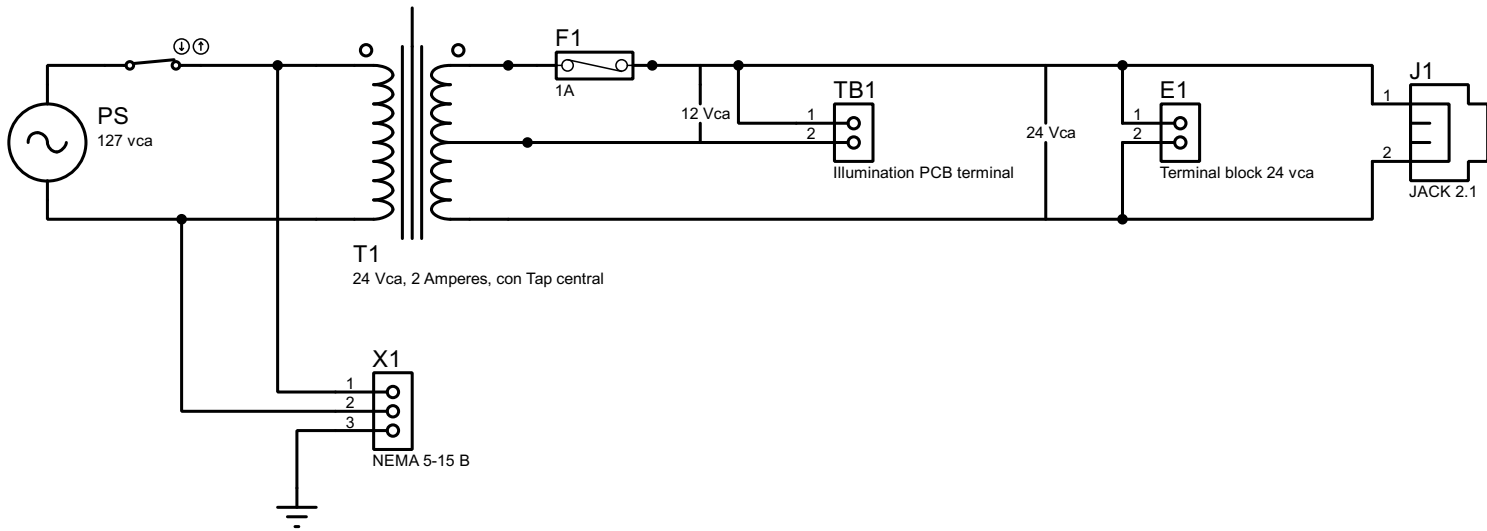 PS
127 vca
T1
24 Vca, 2 Amperes, con Tap central
F1
1A
12 Vca
TB1
1
2
Illumination PCB terminal
24 Vca
E1
1
2
Terminal block 24 vca
J1
1
2
JACK 2.1
X1
1
2
3
NEMA 5-15 B